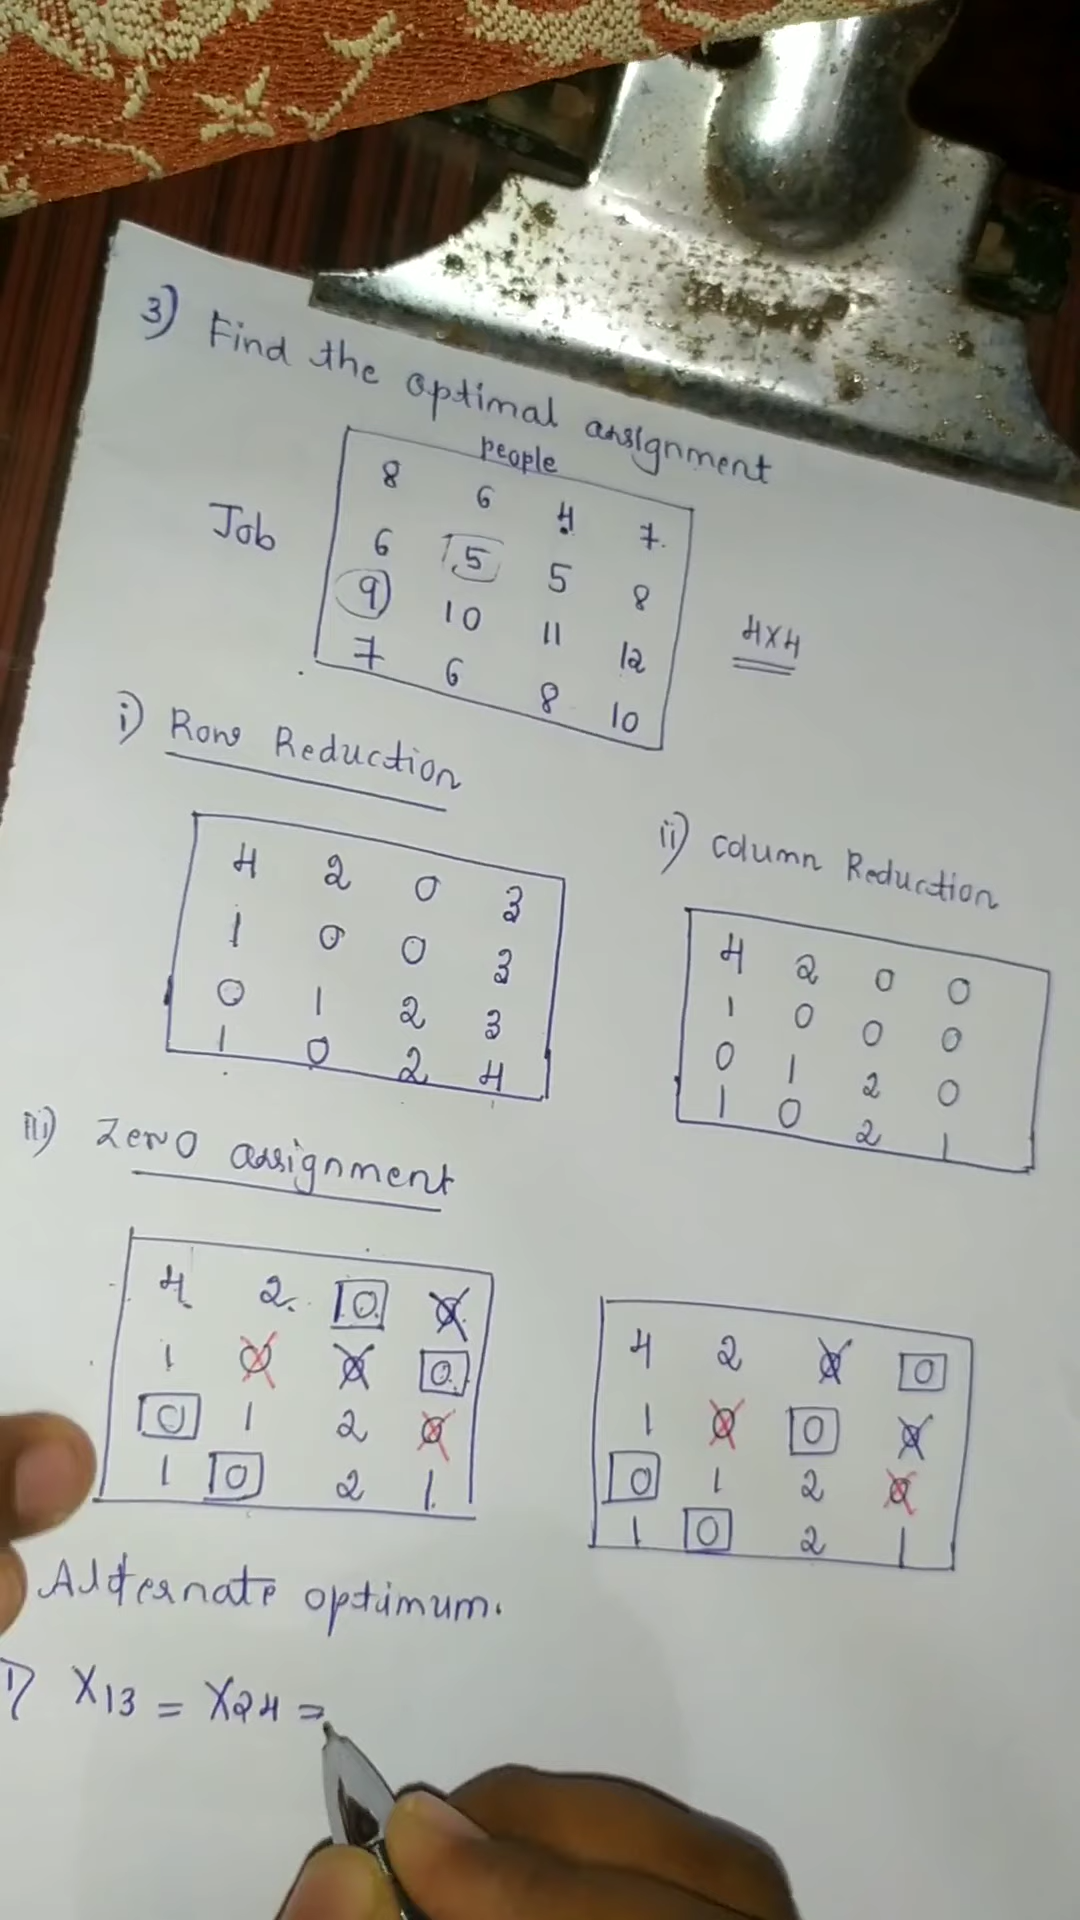 3) Find the optimal assignment
people
Job
8 6 4 7
6 5 5 8
9 10 11 12
7 6 8 10
4x4
i) Row Reduction
4 2 0 3
1 0 0 3
0 1 2 3
1 0 2 4
ii) Column Reduction
4 2 0 0
1 0 0 0
0 1 2 0
1 0 2 1
iii) Zero assignment
4 2 0 0
1 0 0 0
0 1 2 0
1 0 2 1
4 2 0 0
1 0 0 0
0 1 2 0
1 0 2 1
Alternate optimum.
1) X13 = X24 =